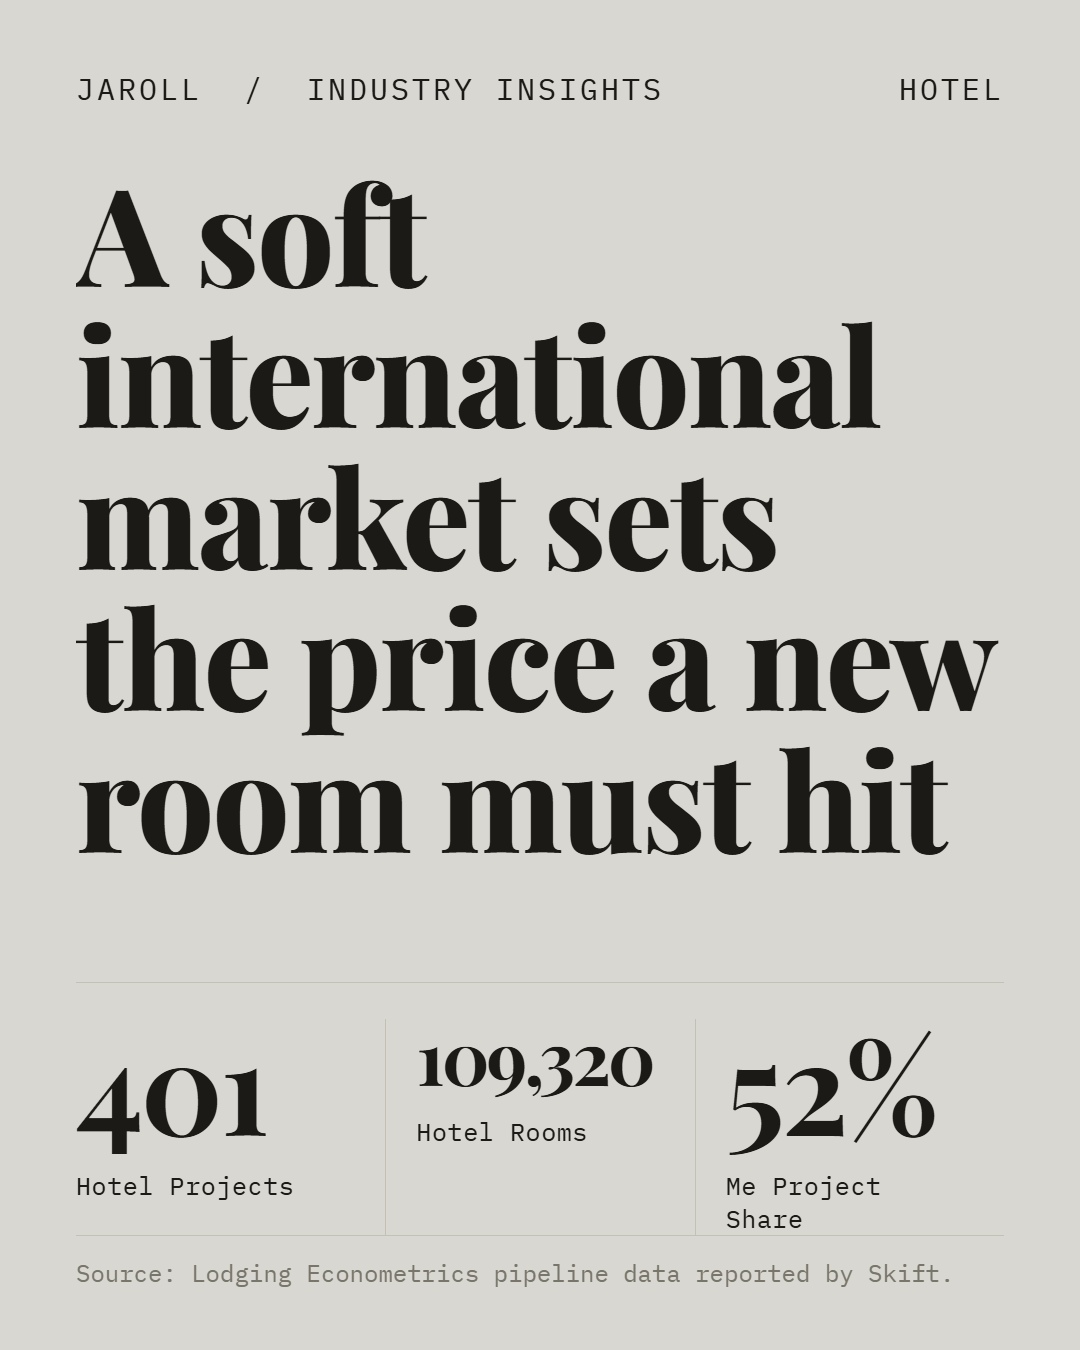 JAROLL / INDUSTRY INSIGHTS HOTEL
A soft
international
market sets
the price a new
room must hit
401
Hotel Projects
109,320
Hotel Rooms
52%
Me Project
Share
Source: Lodging Econometrics pipeline data reported by Skift.